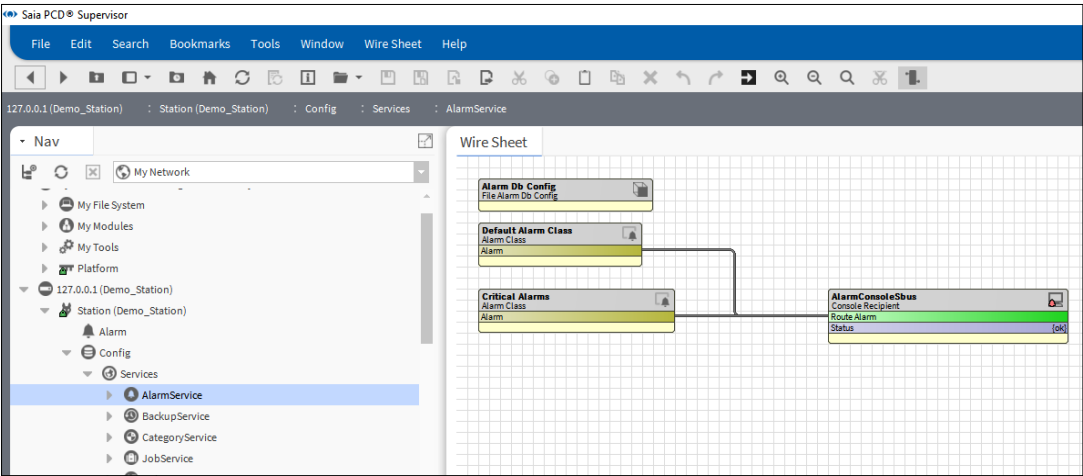 Saia PCD® Supervisor
File Edit Search Bookmarks Tools Window Wire Sheet Help
127.0.0.1 (Demo_Station) : Station (Demo_Station) : Config : Services : AlarmService
Nav
Wire Sheet
My Network
My File System
My Modules
My Tools
Platform
127.0.0.1 (Demo_Station)
Station (Demo_Station)
Alarm
Config
Services
AlarmService
BackupService
CategoryService
JobService
Alarm Db Config
File Alarm Db Config
Default Alarm Class
Alarm Class
Alarm
Critical Alarms
Alarm Class
Alarm
AlarmConsoleSbus
Console Recipient
Route Alarm
Status {ok}